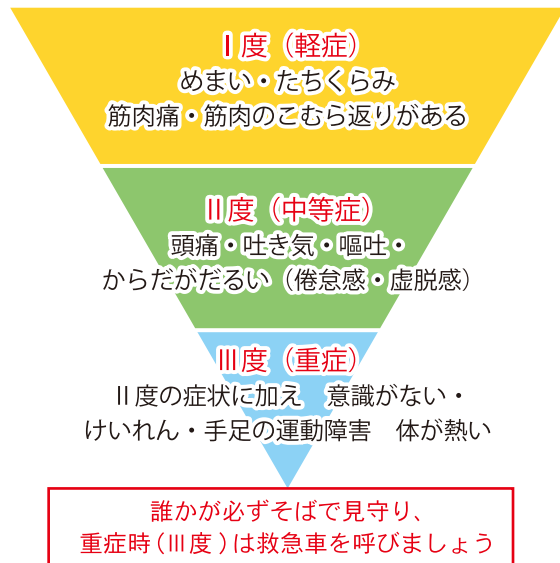 Ⅰ度（軽症）
めまい・たちくらみ
筋肉痛・筋肉のこむら返りがある
Ⅱ度（中等症）
頭痛・吐き気・嘔吐・
からだがだるい（倦怠感・虚脱感）
Ⅲ度（重症）
Ⅱ度の症状に加え　意識がない・
けいれん・手足の運動障害　体が熱い
誰かが必ずそばで見守り、
重症時(Ⅲ度)は救急車を呼びましょう